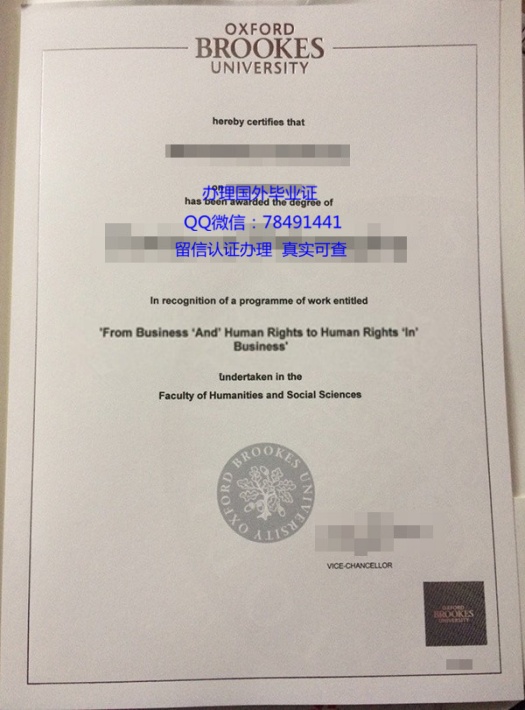 OXFORD
BROOKES
UNIVERSITY
hereby certifies that
on
办理国外毕业证
has been awarded the degree of
QQ微信：78491441
留信认证办理 真实可查
In recognition of a programme of work entitled
'From Business ‘And’ Human Rights to Human Rights ‘In’
Business'
undertaken in the
Faculty of Humanities and Social Sciences
OXFORD BROOKES UNIVERSITY
VICE-CHANCELLOR
OXFORD
BROOKES
UNIVERSITY